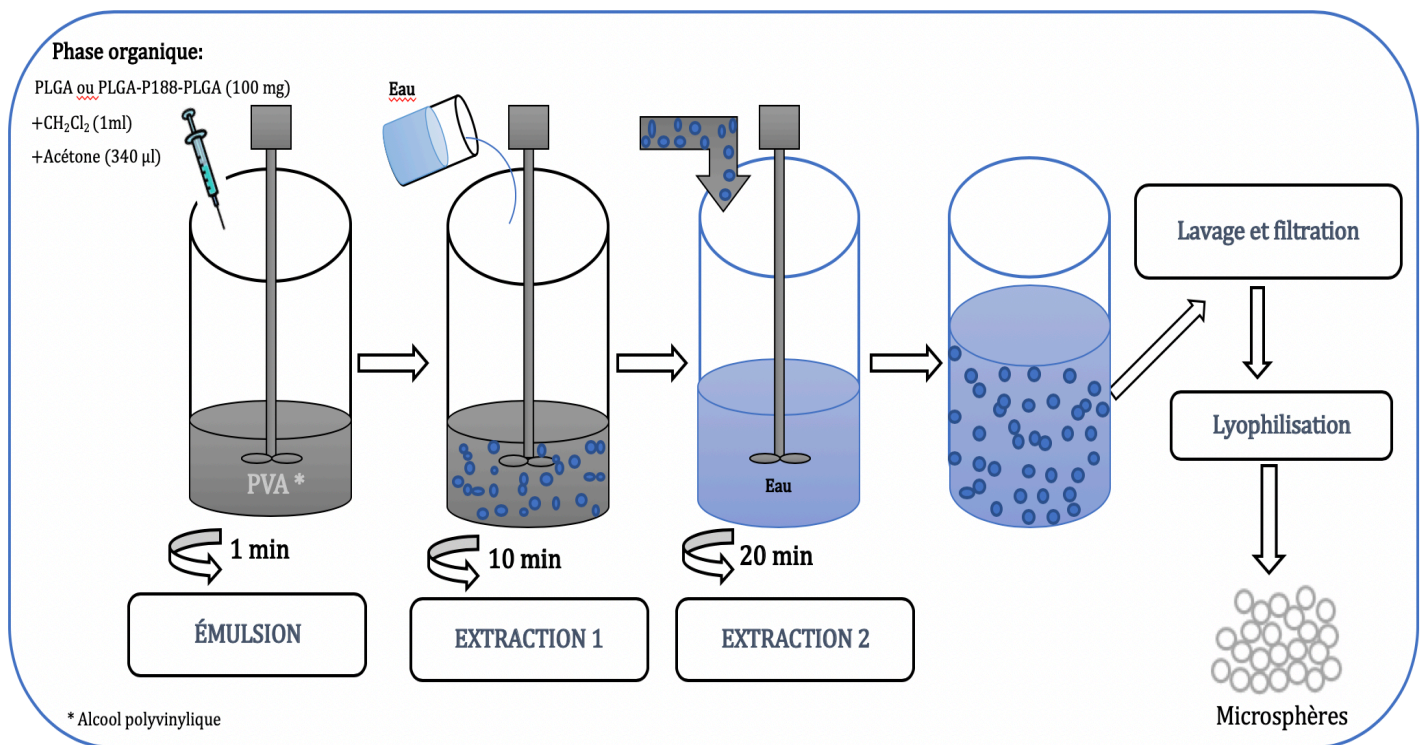 Phase organique:
PLGA ou PLGA-P188-PLGA (100 mg)
+CH₂Cl₂ (1ml)
+Acétone (340 µl)
Eau
PVA *
Eau
1 min
10 min
20 min
ÉMULSION
EXTRACTION 1
EXTRACTION 2
Lavage et filtration
Lyophilisation
Microsphères
* Alcool polyvinylique